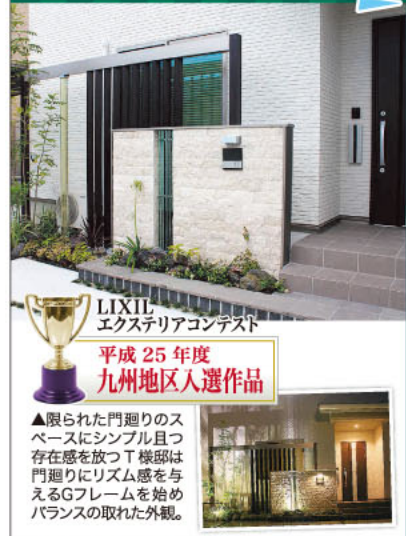 LIXIL
エクステリアコンテスト
平成 25 年度
九州地区入選作品
▲限られた門廻りのス
ペースにシンプル且つ
存在感を放つT様邸は
門廻りにリズム感を与
えるGフレームを始め
バランスの取れた外観。